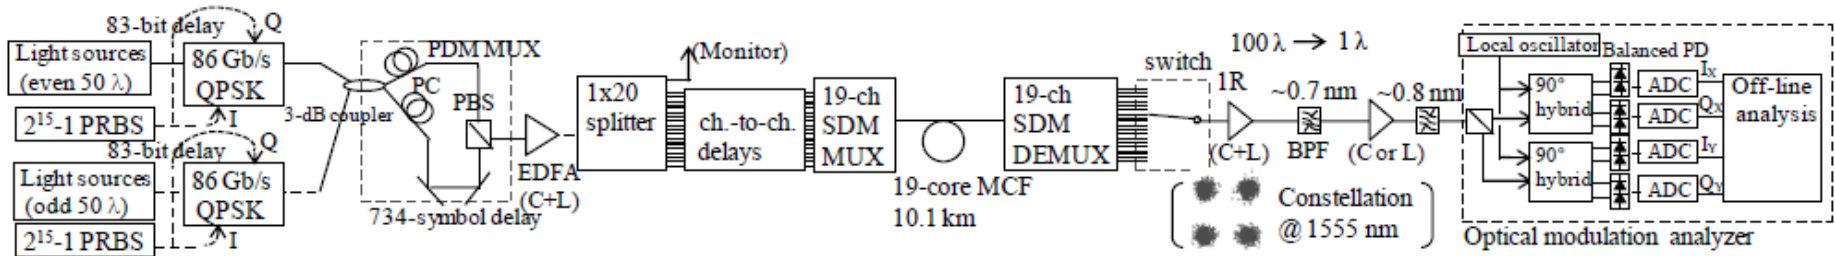 83-bit delay
Q
Light sources
(even 50 λ)
86 Gb/s
QPSK
2¹⁵-1 PRBS
I
83-bit delay
Q
Light sources
(odd 50 λ)
86 Gb/s
QPSK
2¹⁵-1 PRBS
I
3-dB coupler
PDM MUX
PC
PBS
734-symbol delay
EDFA
(C+L)
1x20
splitter
(Monitor)
ch.-to-ch.
delays
19-ch
SDM
MUX
19-core MCF
10.1 km
19-ch
SDM
DEMUX
switch
100 λ → 1 λ
1R
(C+L)
~0.7 nm
BPF
(C or L)
~0.8 nm
Constellation
@ 1555 nm
Local oscillator
Balanced PD
90°
hybrid
90°
hybrid
ADC
ADC
ADC
ADC
I_X
Q_X
I_Y
Q_Y
Off-line
analysis
Optical modulation analyzer